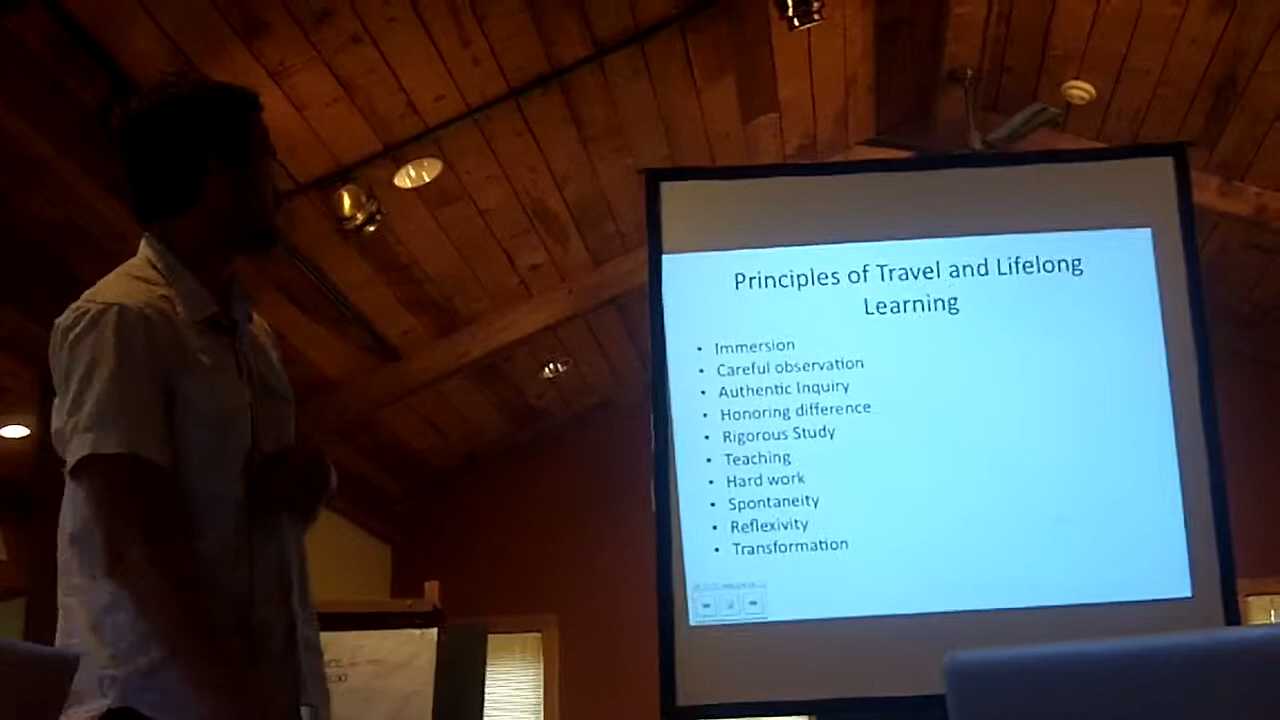 Principles of Travel and Lifelong
Learning
• Immersion
• Careful observation
• Authentic Inquiry
• Honoring difference
• Rigorous Study
• Teaching
• Hard work
• Spontaneity
• Reflexivity
• Transformation